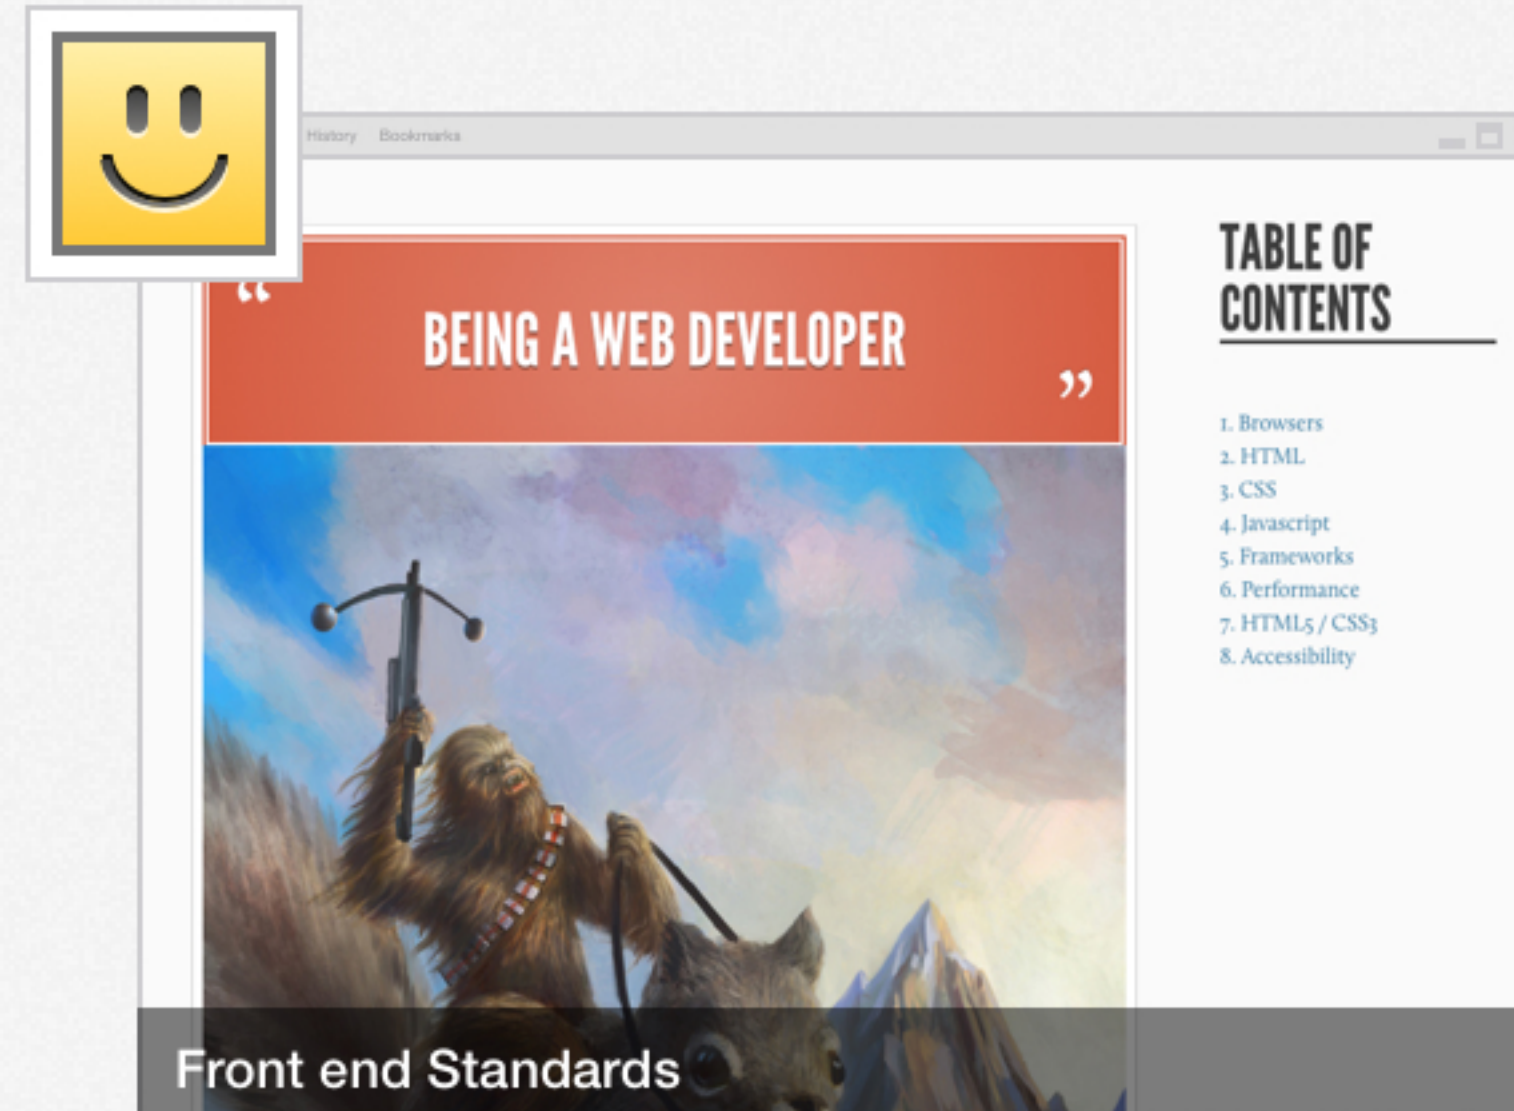 History Bookmarks
“
BEING A WEB DEVELOPER
”
TABLE OF
CONTENTS
1. Browsers
2. HTML
3. CSS
4. Javascript
5. Frameworks
6. Performance
7. HTML5 / CSS3
8. Accessibility
Front end Standards